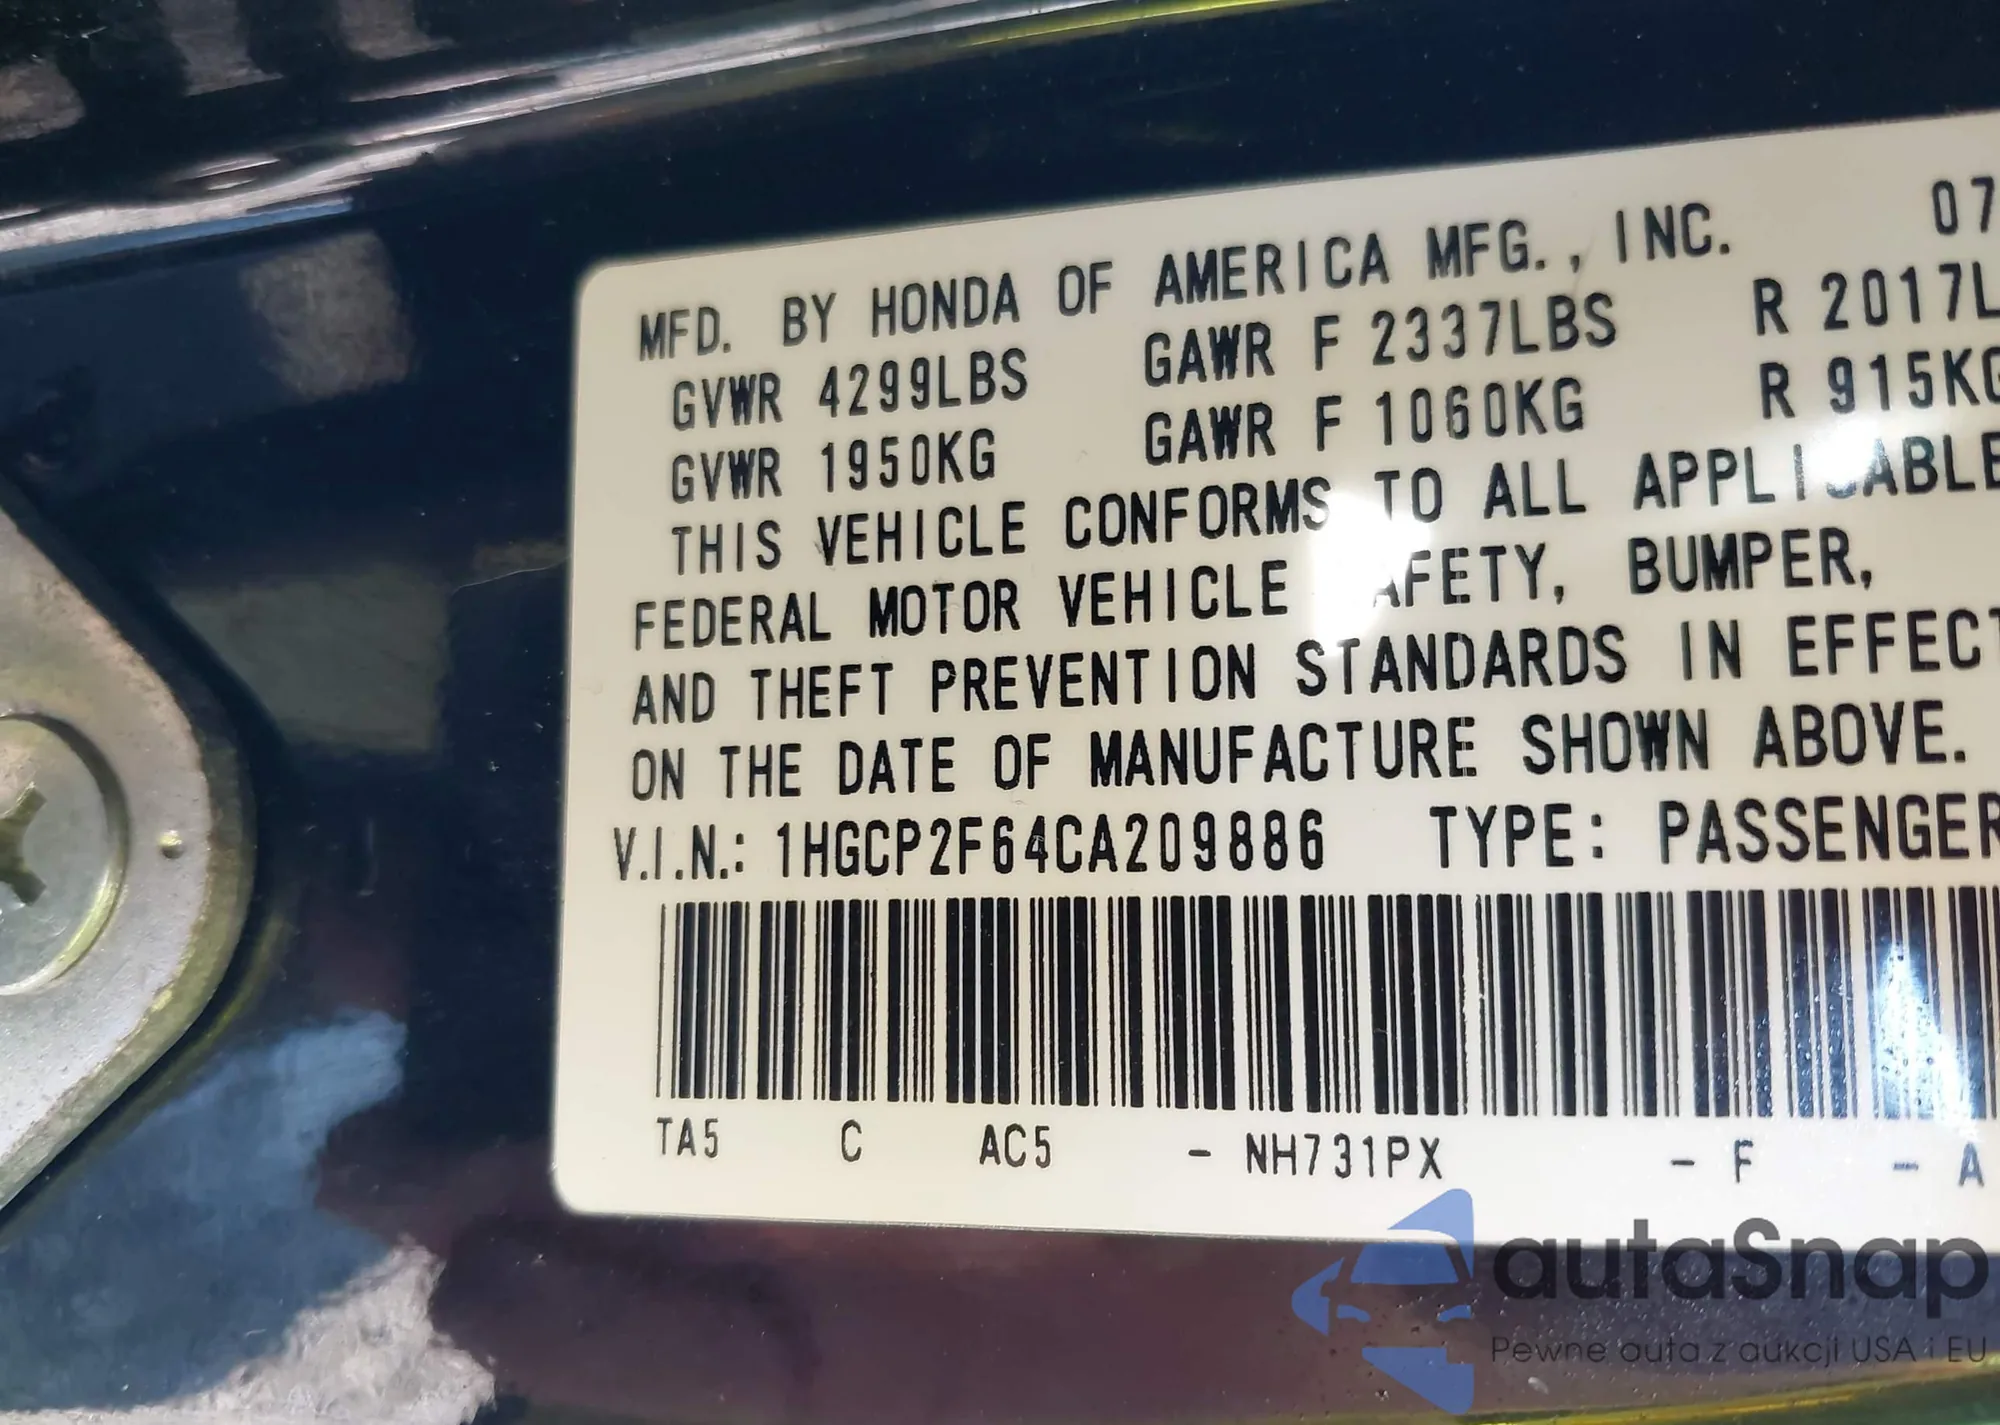 MFD. BY HONDA OF AMERICA MFG., INC. 07
GVWR 4299LBS GAWR F 2337LBS R 2017L
GVWR 1950KG GAWR F 1060KG R 915KG
THIS VEHICLE CONFORMS TO ALL APPLICABLE
FEDERAL MOTOR VEHICLE SAFETY, BUMPER,
AND THEFT PREVENTION STANDARDS IN EFFECT
ON THE DATE OF MANUFACTURE SHOWN ABOVE.
V.I.N.: 1HGCP2F64CA209886 TYPE: PASSENGER
TA5 C AC5 - NH731PX - F - A
autaSnap
Pewne auta z aukcji USA i EU